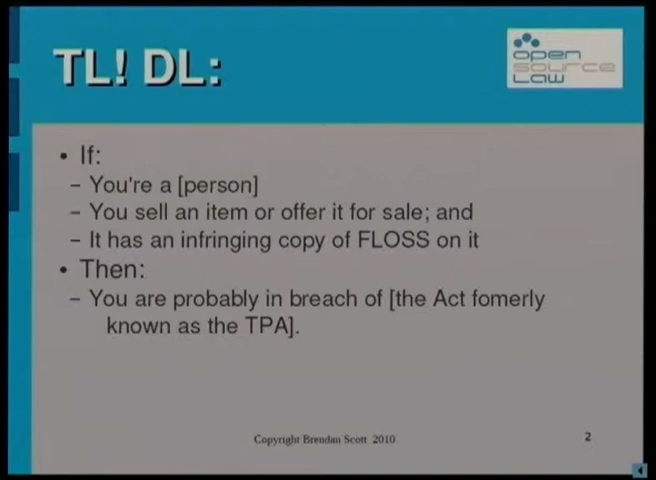 TL! DL:
open
source
Law
• If:
– You're a [person]
– You sell an item or offer it for sale; and
– It has an infringing copy of FLOSS on it
• Then:
– You are probably in breach of [the Act fomerly
known as the TPA].
Copyright Brendan Scott 2010
2